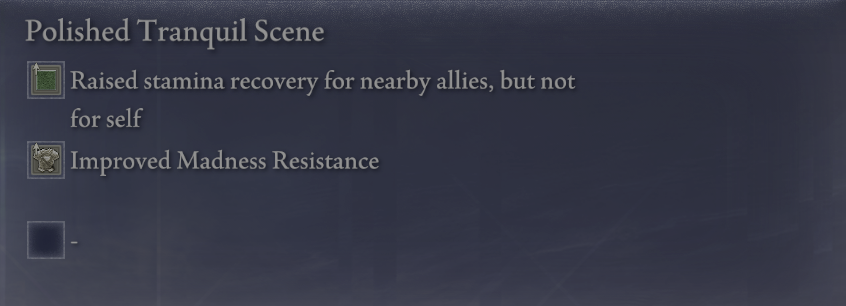 Polished Tranquil Scene
Raised stamina recovery for nearby allies, but not
for self
Improved Madness Resistance
-